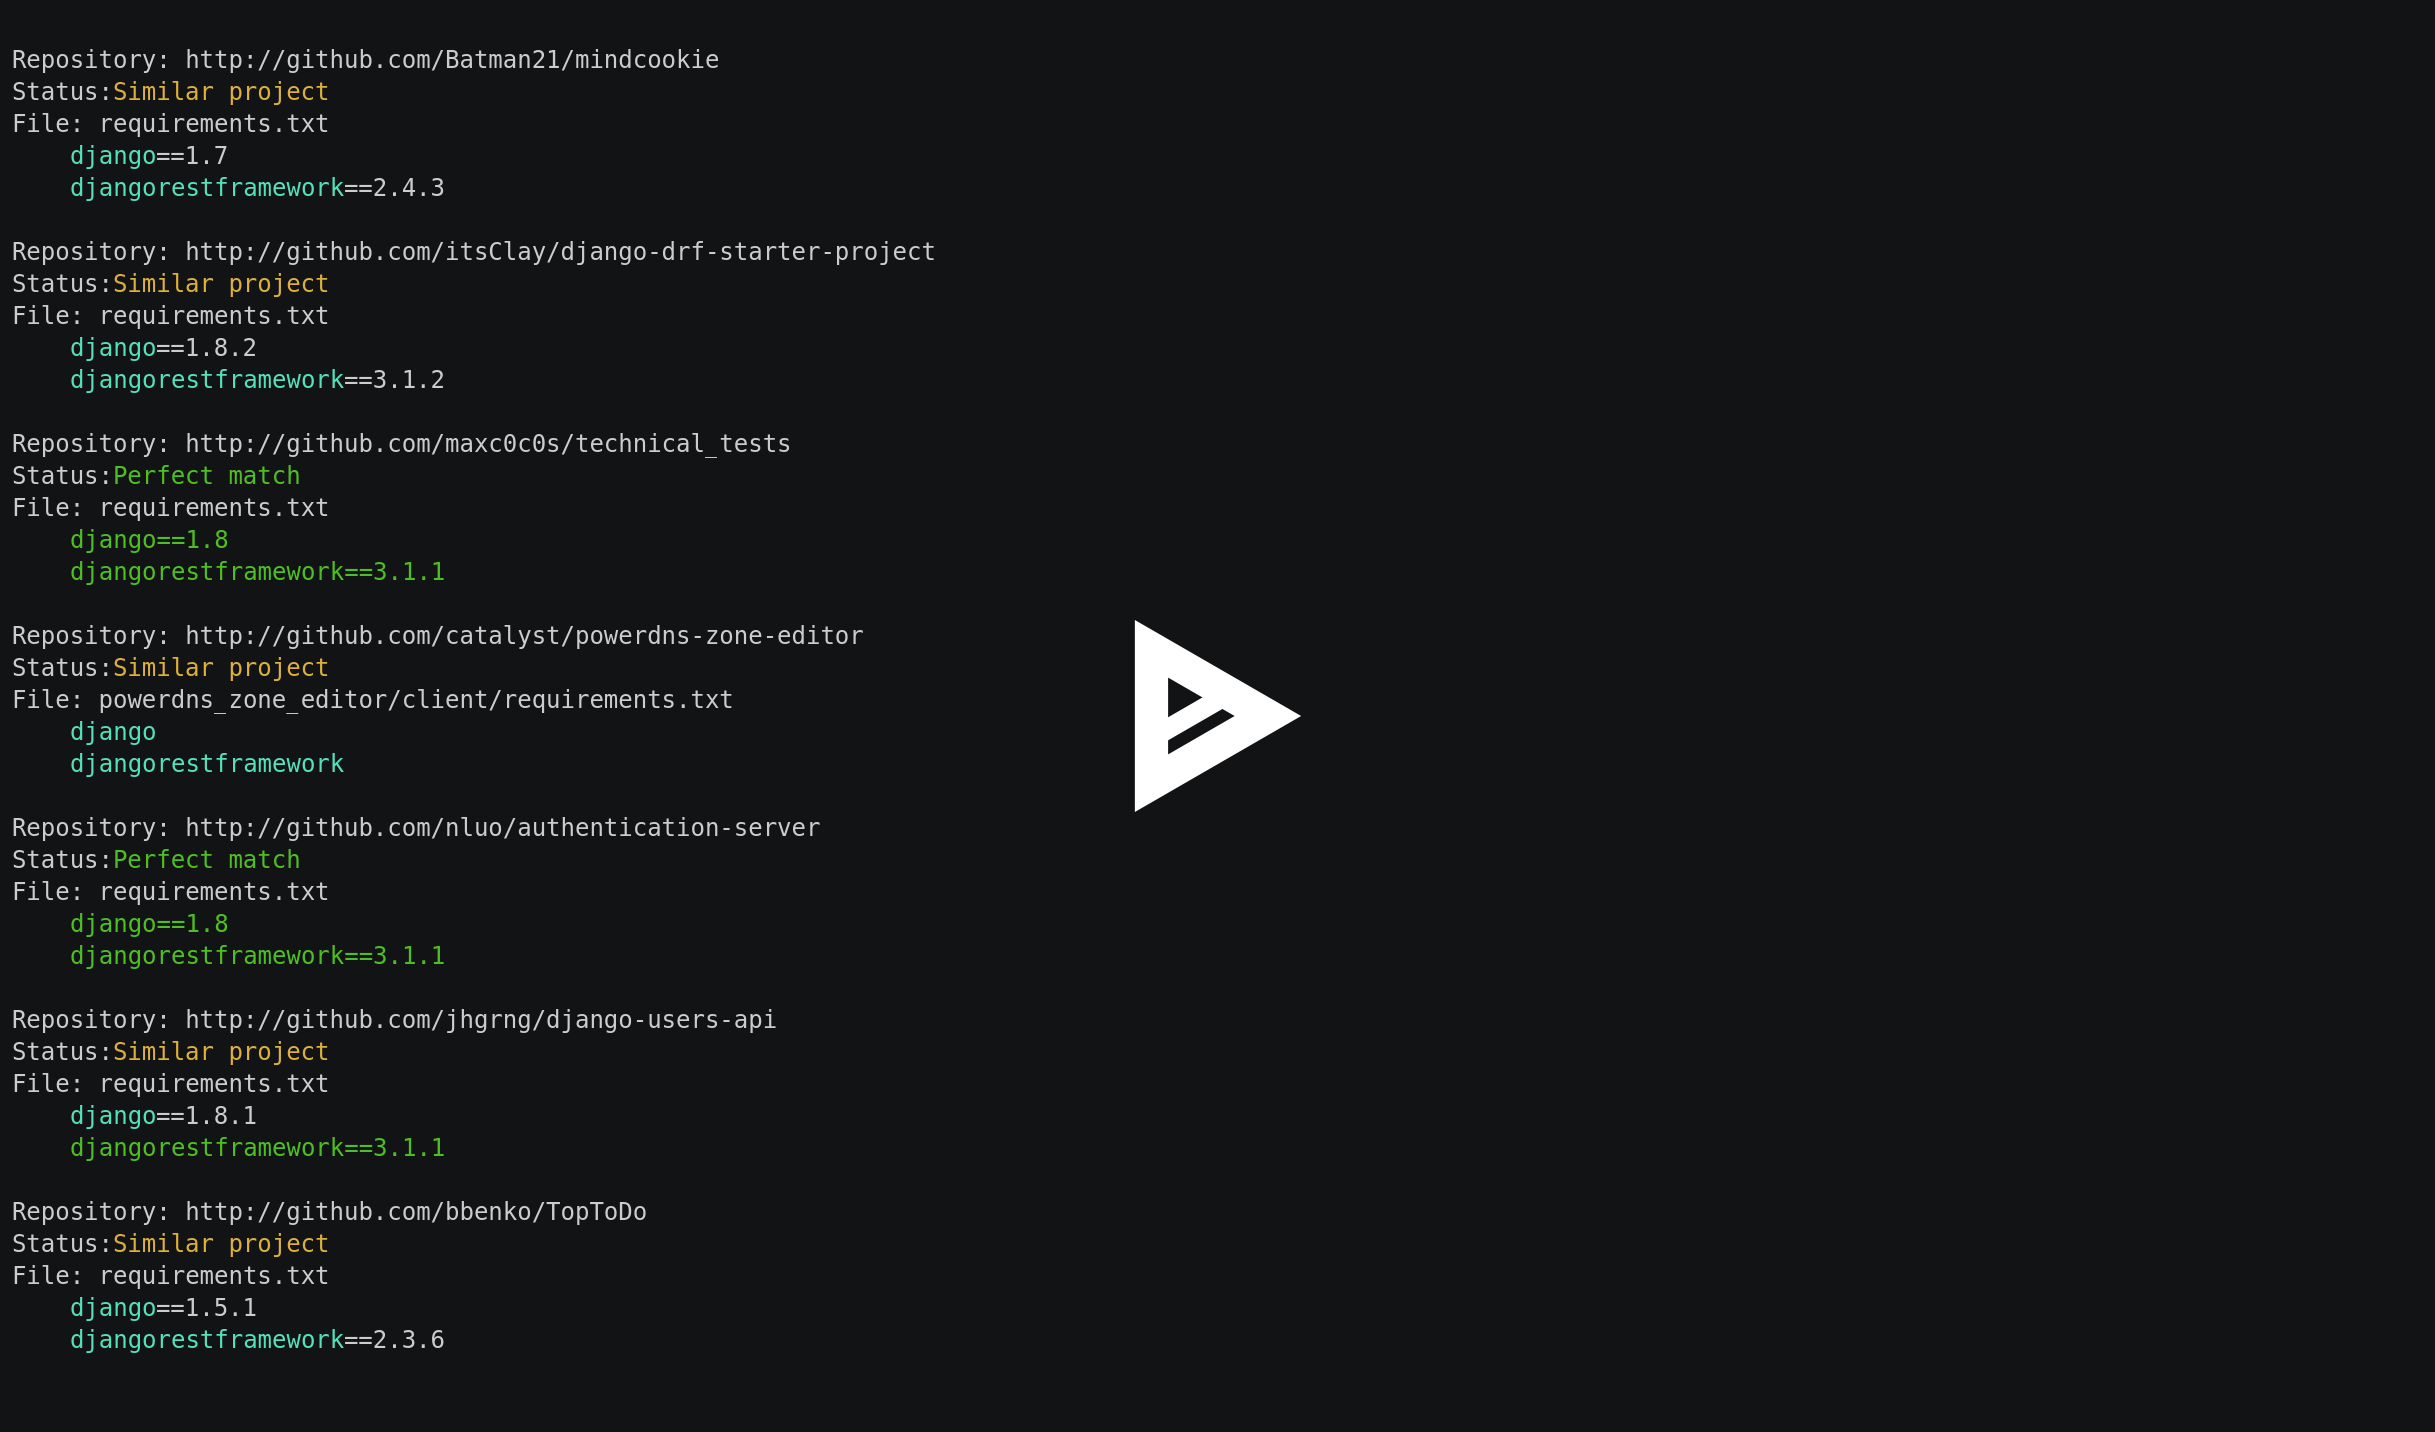 Repository: http://github.com/Batman21/mindcookie
Status:Similar project
File: requirements.txt
    django==1.7
    djangorestframework==2.4.3

Repository: http://github.com/itsClay/django-drf-starter-project
Status:Similar project
File: requirements.txt
    django==1.8.2
    djangorestframework==3.1.2

Repository: http://github.com/maxc0c0s/technical_tests
Status:Perfect match
File: requirements.txt
    django==1.8
    djangorestframework==3.1.1

Repository: http://github.com/catalyst/powerdns-zone-editor
Status:Similar project
File: powerdns_zone_editor/client/requirements.txt
    django
    djangorestframework

Repository: http://github.com/nluo/authentication-server
Status:Perfect match
File: requirements.txt
    django==1.8
    djangorestframework==3.1.1

Repository: http://github.com/jhgrng/django-users-api
Status:Similar project
File: requirements.txt
    django==1.8.1
    djangorestframework==3.1.1

Repository: http://github.com/bbenko/TopToDo
Status:Similar project
File: requirements.txt
    django==1.5.1
    djangorestframework==2.3.6